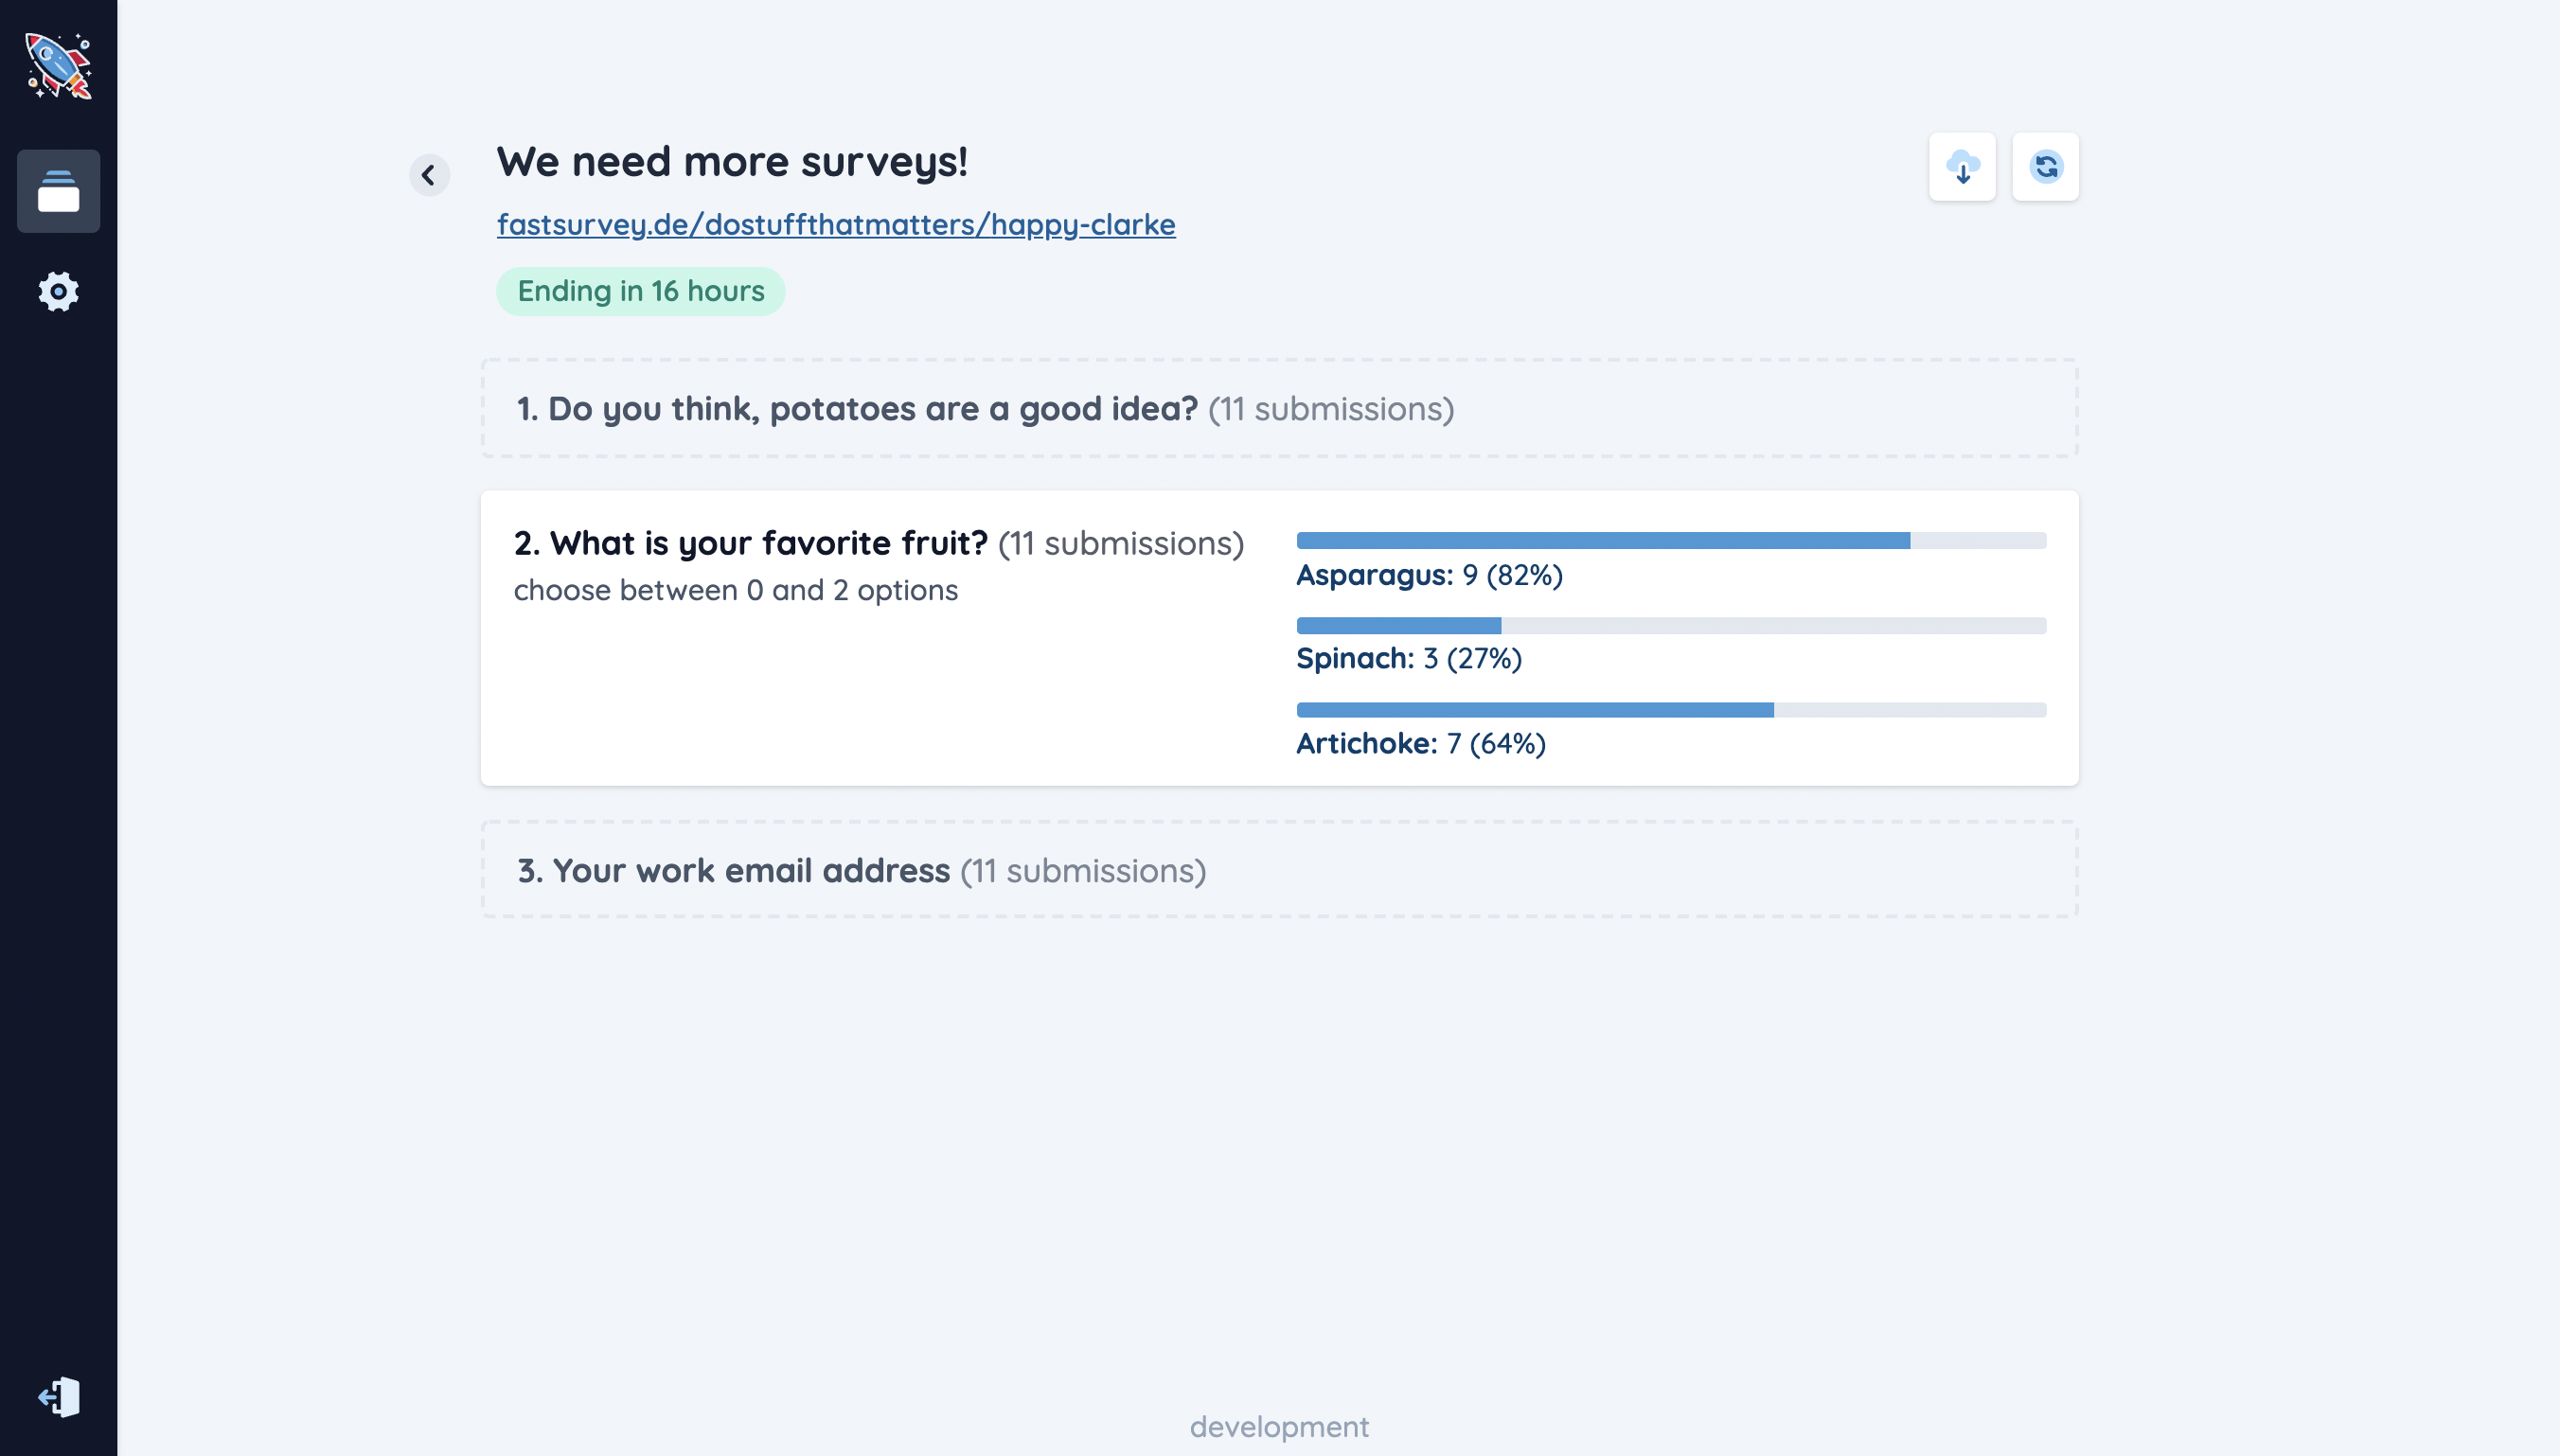 We need more surveys!
fastsurvey.de/dostuffthatmatters/happy-clarke
Ending in 16 hours
1. Do you think, potatoes are a good idea? (11 submissions)
2. What is your favorite fruit? (11 submissions)
choose between 0 and 2 options
Asparagus: 9 (82%)
Spinach: 3 (27%)
Artichoke: 7 (64%)
3. Your work email address (11 submissions)
development